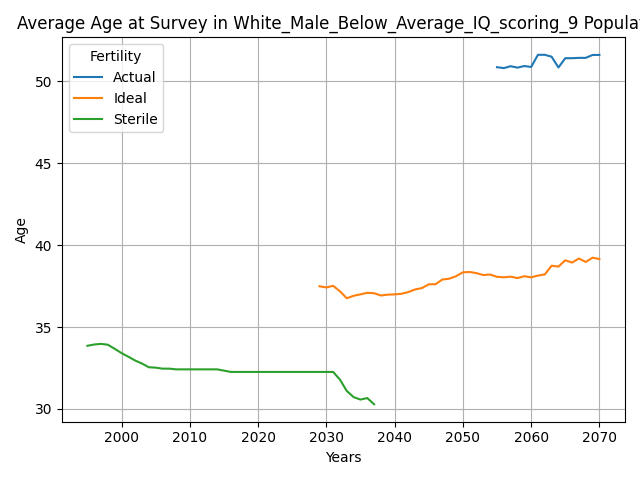 Average Age at Survey in White_Male_Below_Average_IQ_scoring_9 Popula
Fertility
Actual
Ideal
Sterile
50
45
40
35
30
Age
2000 2010 2020 2030 2040 2050 2060 2070
Years